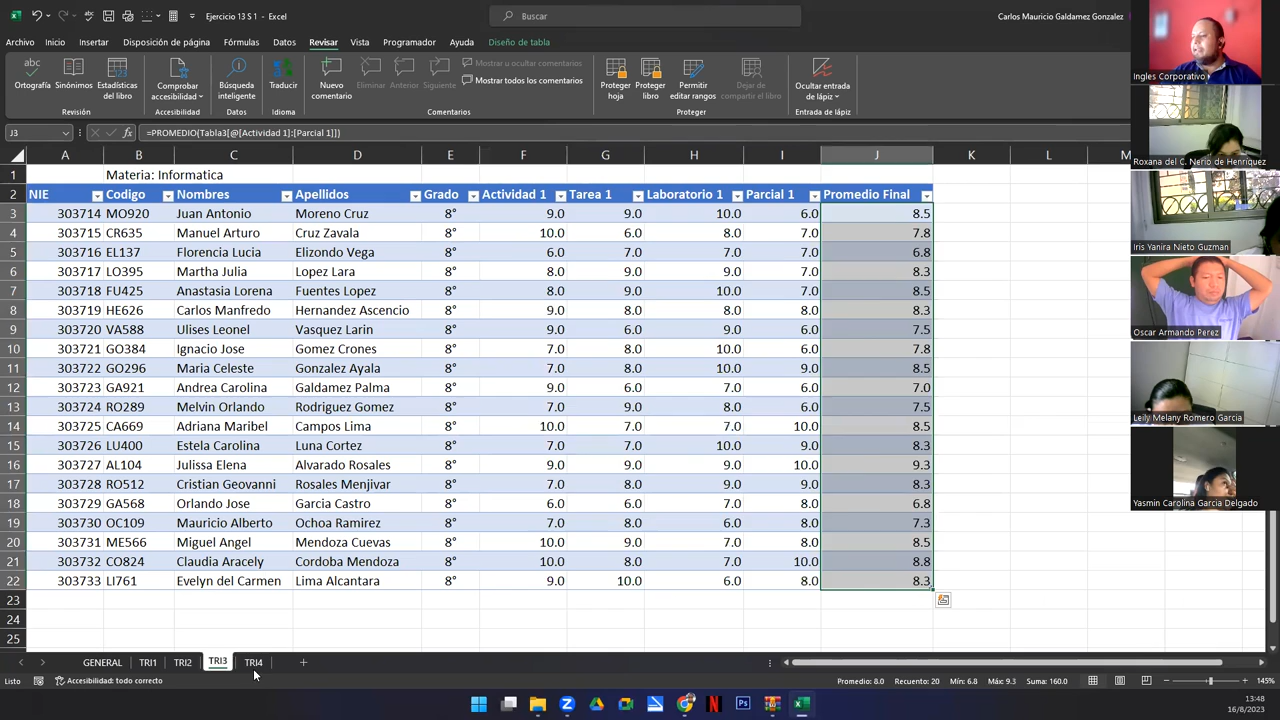 Ejercicio 13 S 1 - Excel
Buscar
Carlos Mauricio Galdamez Gonzalez
Archivo Inicio Insertar Disposición de página Fórmulas Datos Revisar Vista Programador Ayuda Diseño de tabla
Ortografía Sinónimos Estadísticas del libro
Comprobar accesibilidad
Búsqueda inteligente
Traducir
Nuevo comentario
Eliminar Anterior Siguiente
Mostrar u ocultar comentario
Mostrar todos los comentarios
Proteger hoja
Proteger libro
Permitir editar rangos
Dejar de compartir el libro
Ocultar entrada de lápiz
Revisión Accesibilidad Datos Idioma Comentarios Proteger Entrada de lápiz
J3 fx =PROMEDIO(Tabla3[@[Actividad 1]:[Parcial 1]])
A B C D E F G H I J K L M
1 Materia: Informatica
2 NIE Codigo Nombres Apellidos Grado Actividad 1 Tarea 1 Laboratorio 1 Parcial 1 Promedio Final
3 303714 MO920 Juan Antonio Moreno Cruz 8° 9.0 9.0 10.0 6.0 8.5
4 303715 CR635 Manuel Arturo Cruz Zavala 8° 10.0 6.0 8.0 7.0 7.8
5 303716 EL137 Florencia Lucia Elizondo Vega 8° 6.0 7.0 7.0 7.0 6.8
6 303717 LO395 Martha Julia Lopez Lara 8° 8.0 9.0 9.0 7.0 8.3
7 303718 FU425 Anastasia Lorena Fuentes Lopez 8° 8.0 9.0 10.0 7.0 8.5
8 303719 HE626 Carlos Manfredo Hernandez Ascencio 8° 9.0 8.0 8.0 8.0 8.3
9 303720 VA588 Ulises Leonel Vasquez Larin 8° 9.0 6.0 9.0 6.0 7.5
10 303721 GO384 Ignacio Jose Gomez Crones 8° 7.0 8.0 10.0 6.0 7.8
11 303722 GO296 Maria Celeste Gonzalez Ayala 8° 7.0 8.0 10.0 9.0 8.5
12 303723 GA921 Andrea Carolina Galdamez Palma 8° 9.0 6.0 7.0 6.0 7.0
13 303724 RO289 Melvin Orlando Rodriguez Gomez 8° 7.0 9.0 8.0 6.0 7.5
14 303725 CA669 Adriana Maribel Campos Lima 8° 10.0 7.0 7.0 10.0 8.5
15 303726 LU400 Estela Carolina Luna Cortez 8° 7.0 7.0 10.0 9.0 8.3
16 303727 AL104 Julissa Elena Alvarado Rosales 8° 9.0 9.0 9.0 10.0 9.3
17 303728 RO512 Cristian Geovanni Rosales Menjivar 8° 7.0 8.0 9.0 9.0 8.3
18 303729 GA568 Orlando Jose Garcia Castro 8° 6.0 6.0 7.0 8.0 6.8
19 303730 OC109 Mauricio Alberto Ochoa Ramirez 8° 7.0 8.0 6.0 8.0 7.3
20 303731 ME566 Miguel Angel Mendoza Cuevas 8° 10.0 9.0 7.0 8.0 8.5
21 303732 CO824 Claudia Aracely Cordoba Mendoza 8° 10.0 8.0 7.0 10.0 8.8
22 303733 LI761 Evelyn del Carmen Lima Alcantara 8° 9.0 10.0 6.0 8.0 8.3
23
24
25
GENERAL TRI1 TRI2 TRI3 TRI4
Listo Accesibilidad: todo correcto Promedio: 8.0 Recuento: 20 Mín: 6.8 Máx: 9.3 Suma: 160.0 145%
13:48
16/8/2023
Ingles Corporativo
Roxana del C. Nerio de Henriquez
Iris Yanira Nieto Guzman
Oscar Armando Perez
Leily Melany Romero Garcia
Yasmin Carolina Garcia Delgado